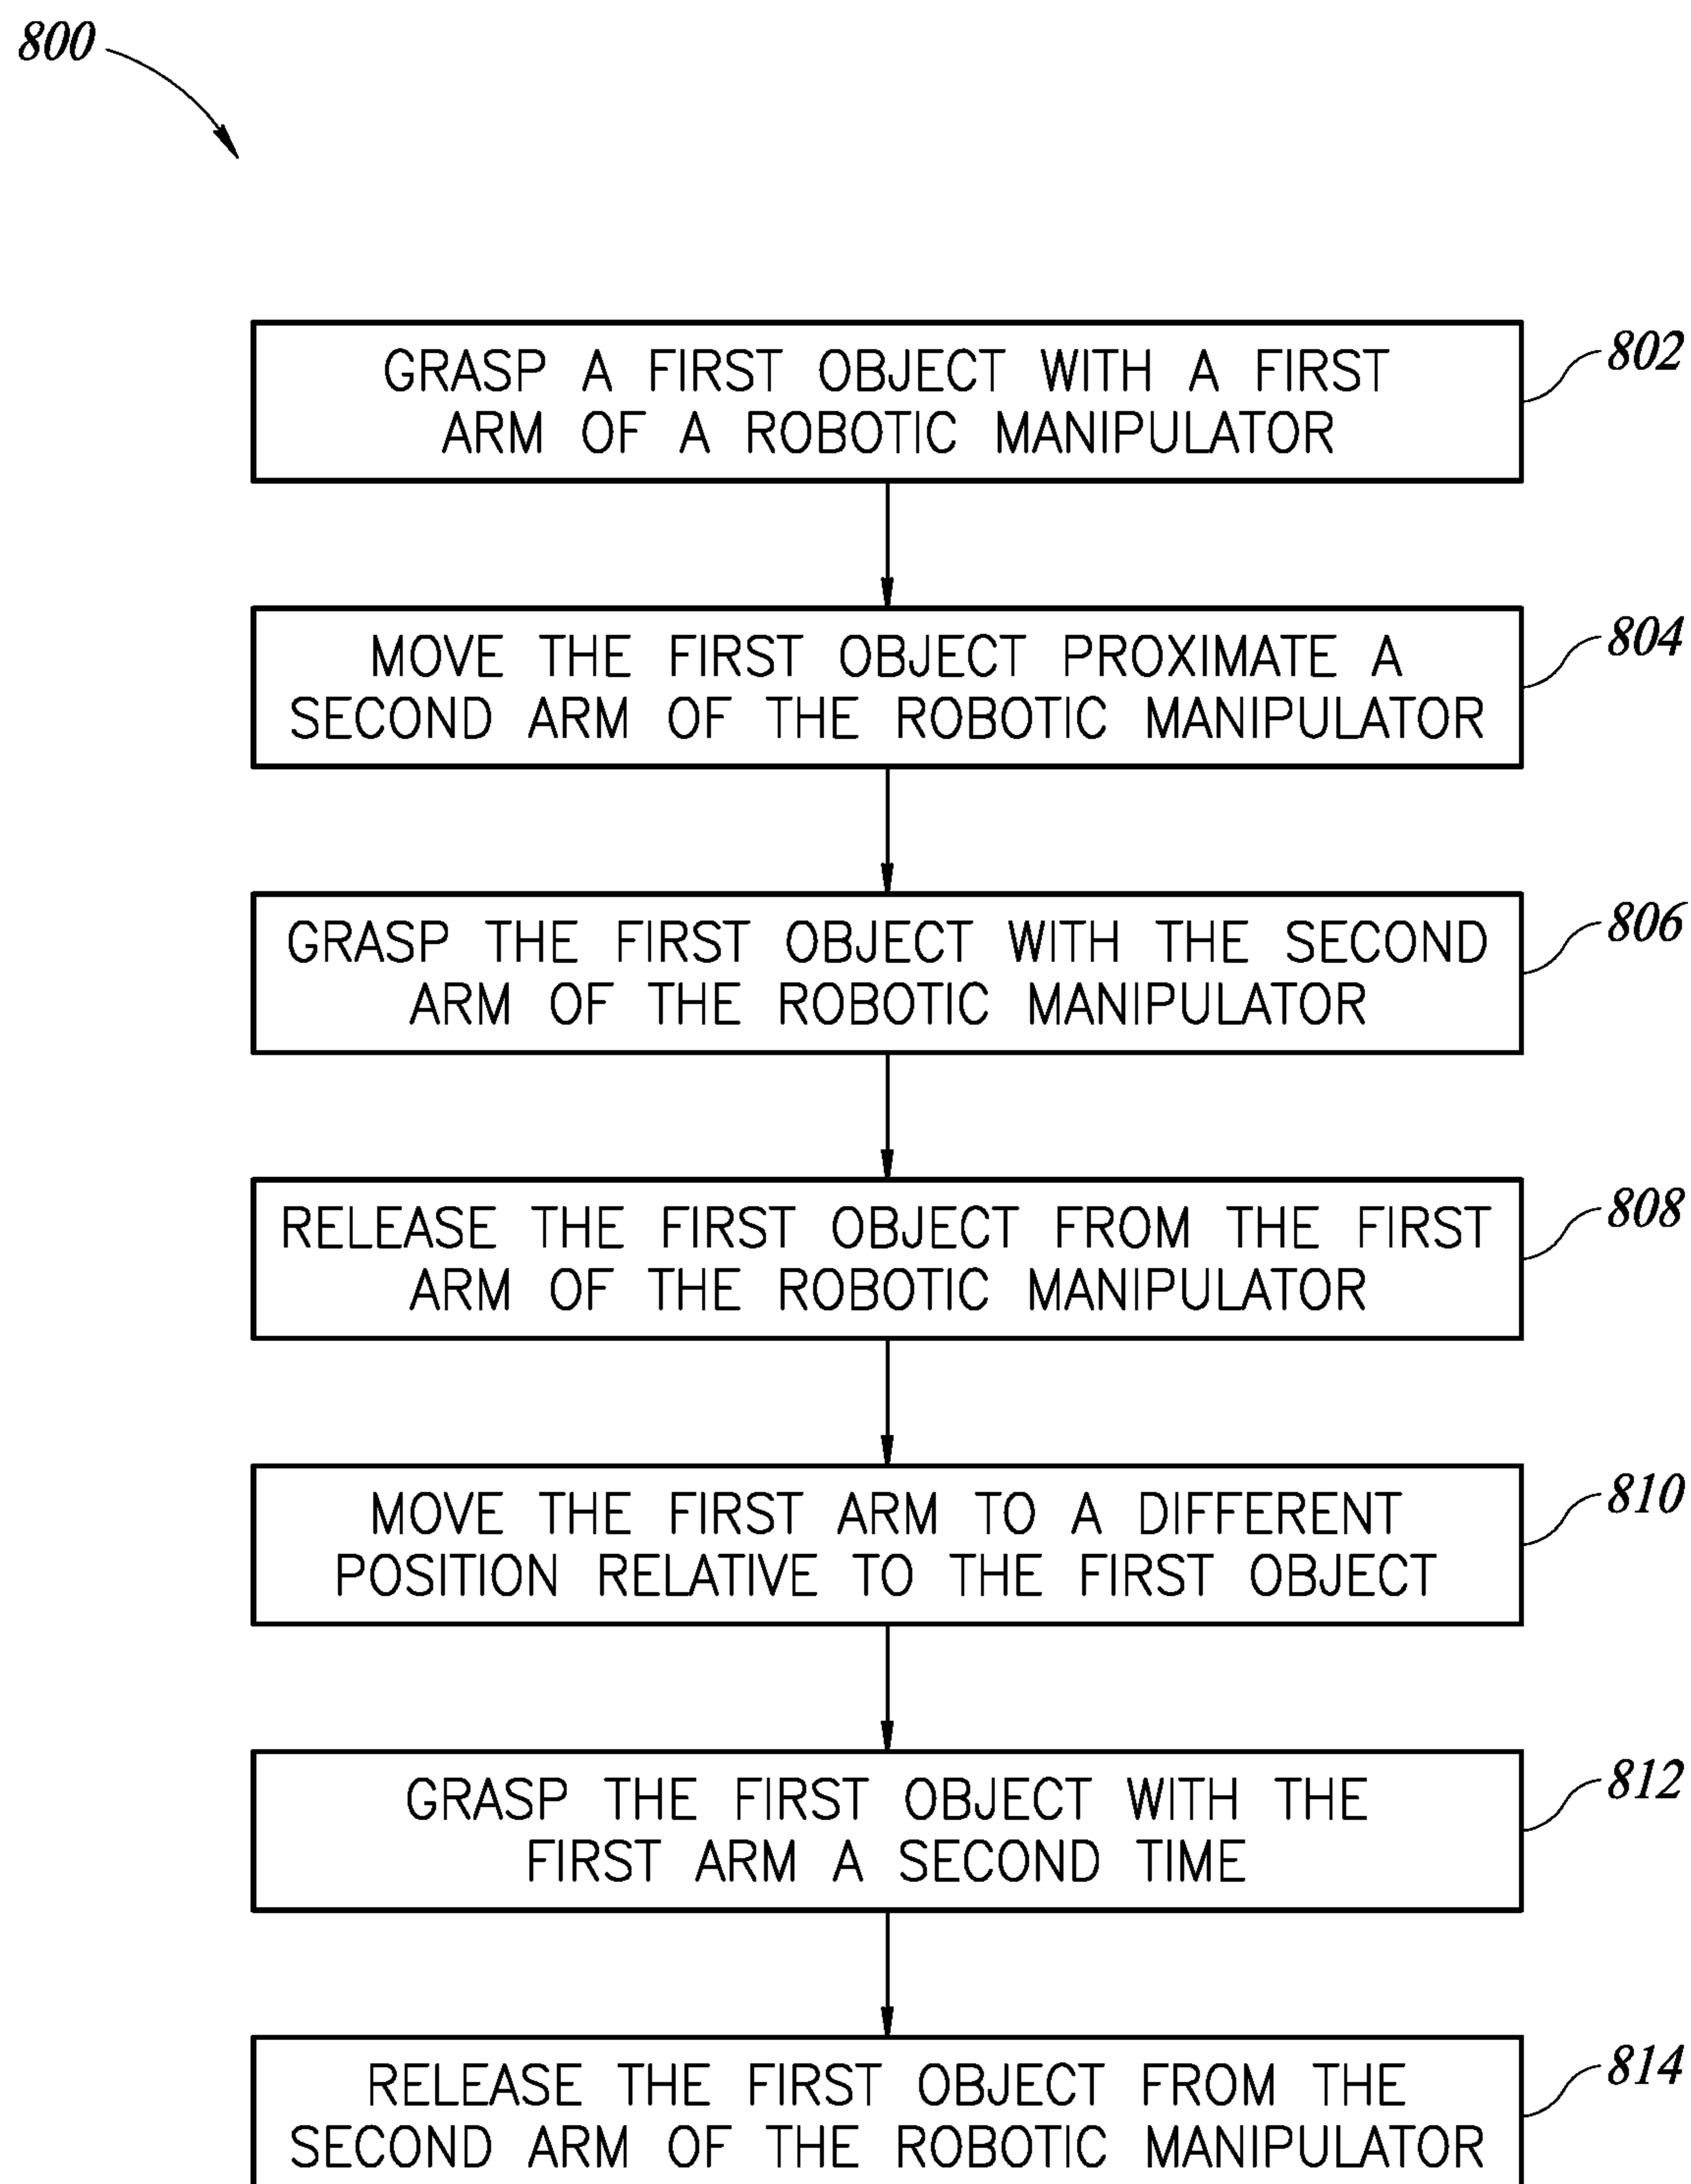 800
GRASP A FIRST OBJECT WITH A FIRST
ARM OF A ROBOTIC MANIPULATOR
802
MOVE THE FIRST OBJECT PROXIMATE A
SECOND ARM OF THE ROBOTIC MANIPULATOR
804
GRASP THE FIRST OBJECT WITH THE SECOND
ARM OF THE ROBOTIC MANIPULATOR
806
RELEASE THE FIRST OBJECT FROM THE FIRST
ARM OF THE ROBOTIC MANIPULATOR
808
MOVE THE FIRST ARM TO A DIFFERENT
POSITION RELATIVE TO THE FIRST OBJECT
810
GRASP THE FIRST OBJECT WITH THE
FIRST ARM A SECOND TIME
812
RELEASE THE FIRST OBJECT FROM THE
SECOND ARM OF THE ROBOTIC MANIPULATOR
814